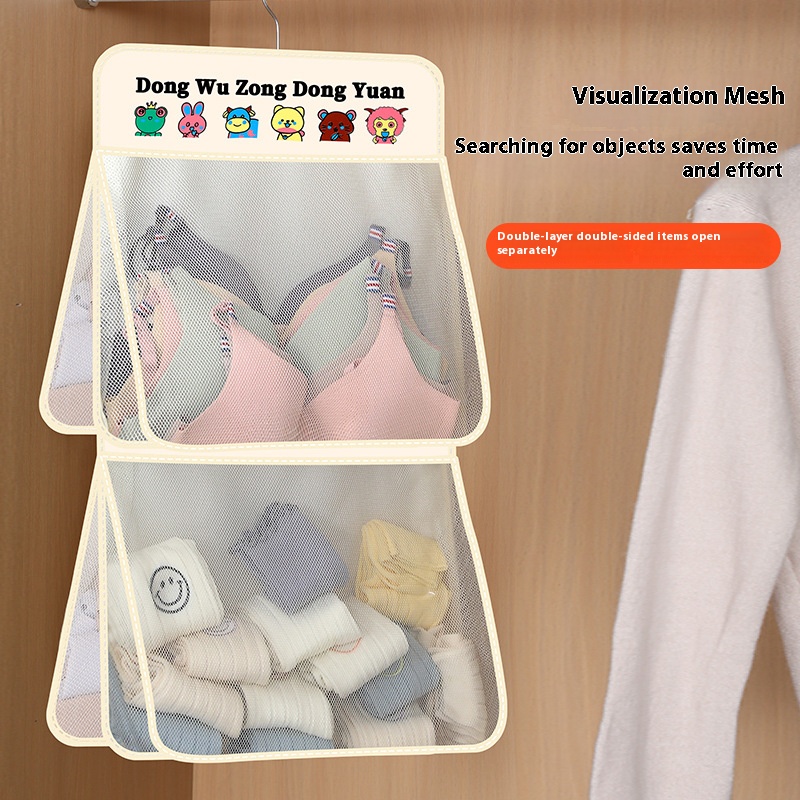 Dong Wu Zong Dong Yuan
Visualization Mesh
Searching for objects saves time
and effort
Double-layer double-sided items open
separately